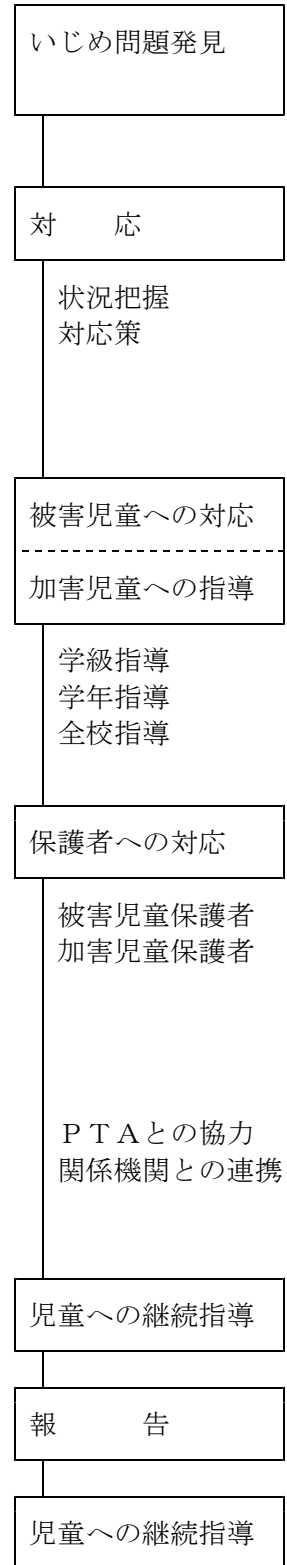 いじめ問題発見
対　　応
状況把握
対応策
被害児童への対応
加害児童への指導
学級指導
学年指導
全校指導
保護者への対応
被害児童保護者
加害児童保護者
ＰＴＡとの協力
関係機関との連携
児童への継続指導
報　　　告
児童への継続指導